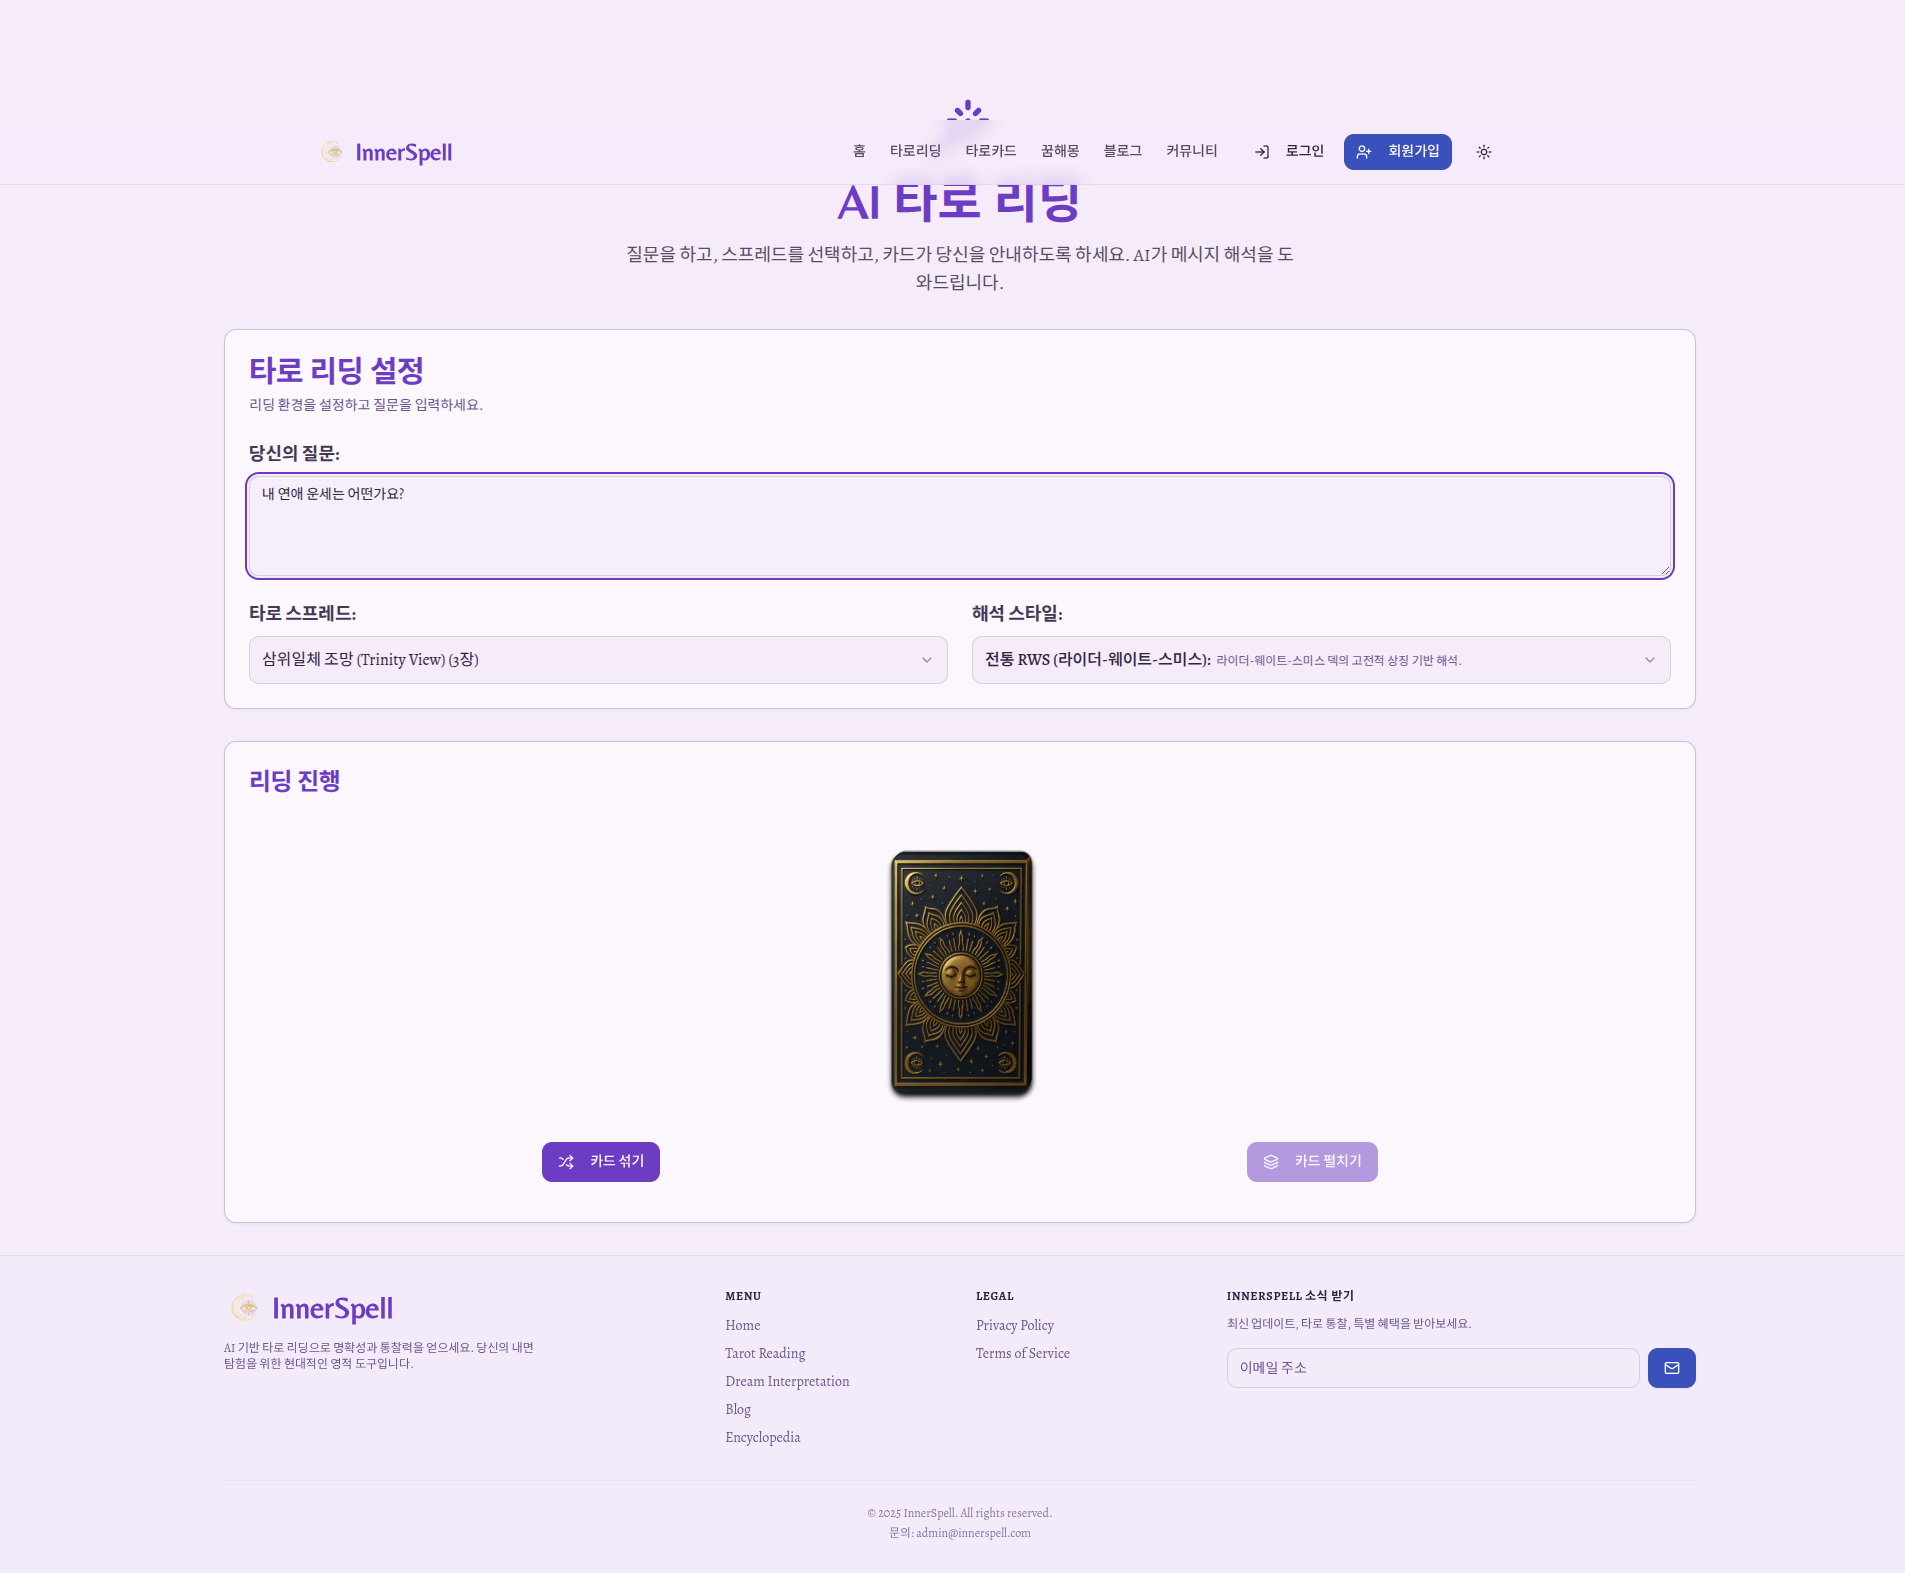 InnerSpell
홈
타로리딩
타로카드
꿈해몽
블로그
커뮤니티
로그인
회원가입
AI 타로 리딩
질문을 하고, 스프레드를 선택하고, 카드가 당신을 안내하도록 하세요. AI가 메시지 해석을 도
와드립니다.
타로 리딩 설정
리딩 환경을 설정하고 질문을 입력하세요.
당신의 질문:
내 연애 운세는 어떤가요?
타로 스프레드:
삼위일체 조망 (Trinity View) (3장)
해석 스타일:
전통 RWS (라이더-웨이트-스미스): 라이더-웨이트-스미스 덱의 고전적 상징 기반 해석.
리딩 진행
카드 섞기
카드 펼치기
InnerSpell
AI 기반 타로 리딩으로 명확성과 통찰력을 얻으세요. 당신의 내면
탐험을 위한 현대적인 영적 도구입니다.
MENU
Home
Tarot Reading
Dream Interpretation
Blog
Encyclopedia
LEGAL
Privacy Policy
Terms of Service
INNERSPELL 소식 받기
최신 업데이트, 타로 통찰, 특별 혜택을 받아보세요.
이메일 주소
© 2025 InnerSpell. All rights reserved.
문의: admin@innerspell.com